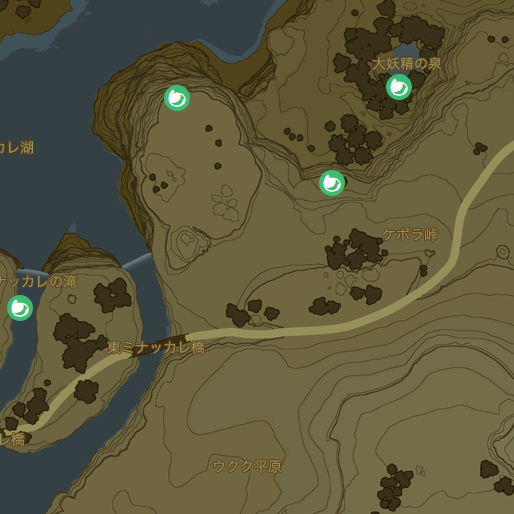 大妖精の泉
カレ湖
ケポラ峠
ナッカレの滝
東ミナッカレ橋
レ橋
ウクク平原